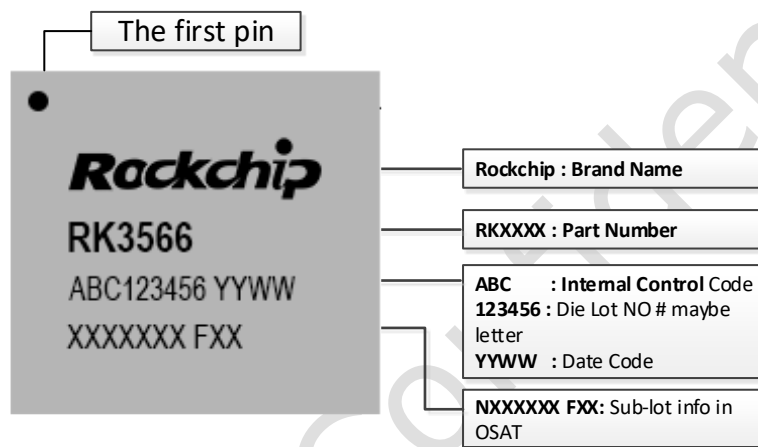 The first pin
Rockchip
RK3566
ABC123456 YYWW
XXXXXXX FXX
Rockchip : Brand Name
RKXXXX : Part Number
ABC : Internal Control Code
123456 : Die Lot NO # maybe
letter
YYWW : Date Code
NXXXXXX FXX: Sub-lot info in
OSAT